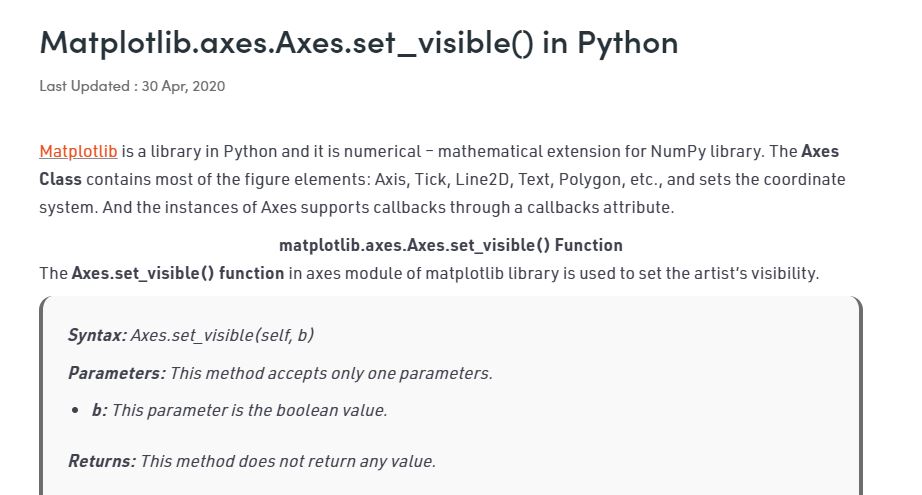 Matplotlib.axes.Axes.set_visible() in Python
Last Updated : 30 Apr, 2020
Matplotlib is a library in Python and it is numerical – mathematical extension for NumPy library. The Axes
Class contains most of the figure elements: Axis, Tick, Line2D, Text, Polygon, etc., and sets the coordinate
system. And the instances of Axes supports callbacks through a callbacks attribute.
matplotlib.axes.Axes.set_visible() Function
The Axes.set_visible() function in axes module of matplotlib library is used to set the artist's visibility.
Syntax: Axes.set_visible(self, b)
Parameters: This method accepts only one parameters.
• b: This parameter is the boolean value.
Returns: This method does not return any value.